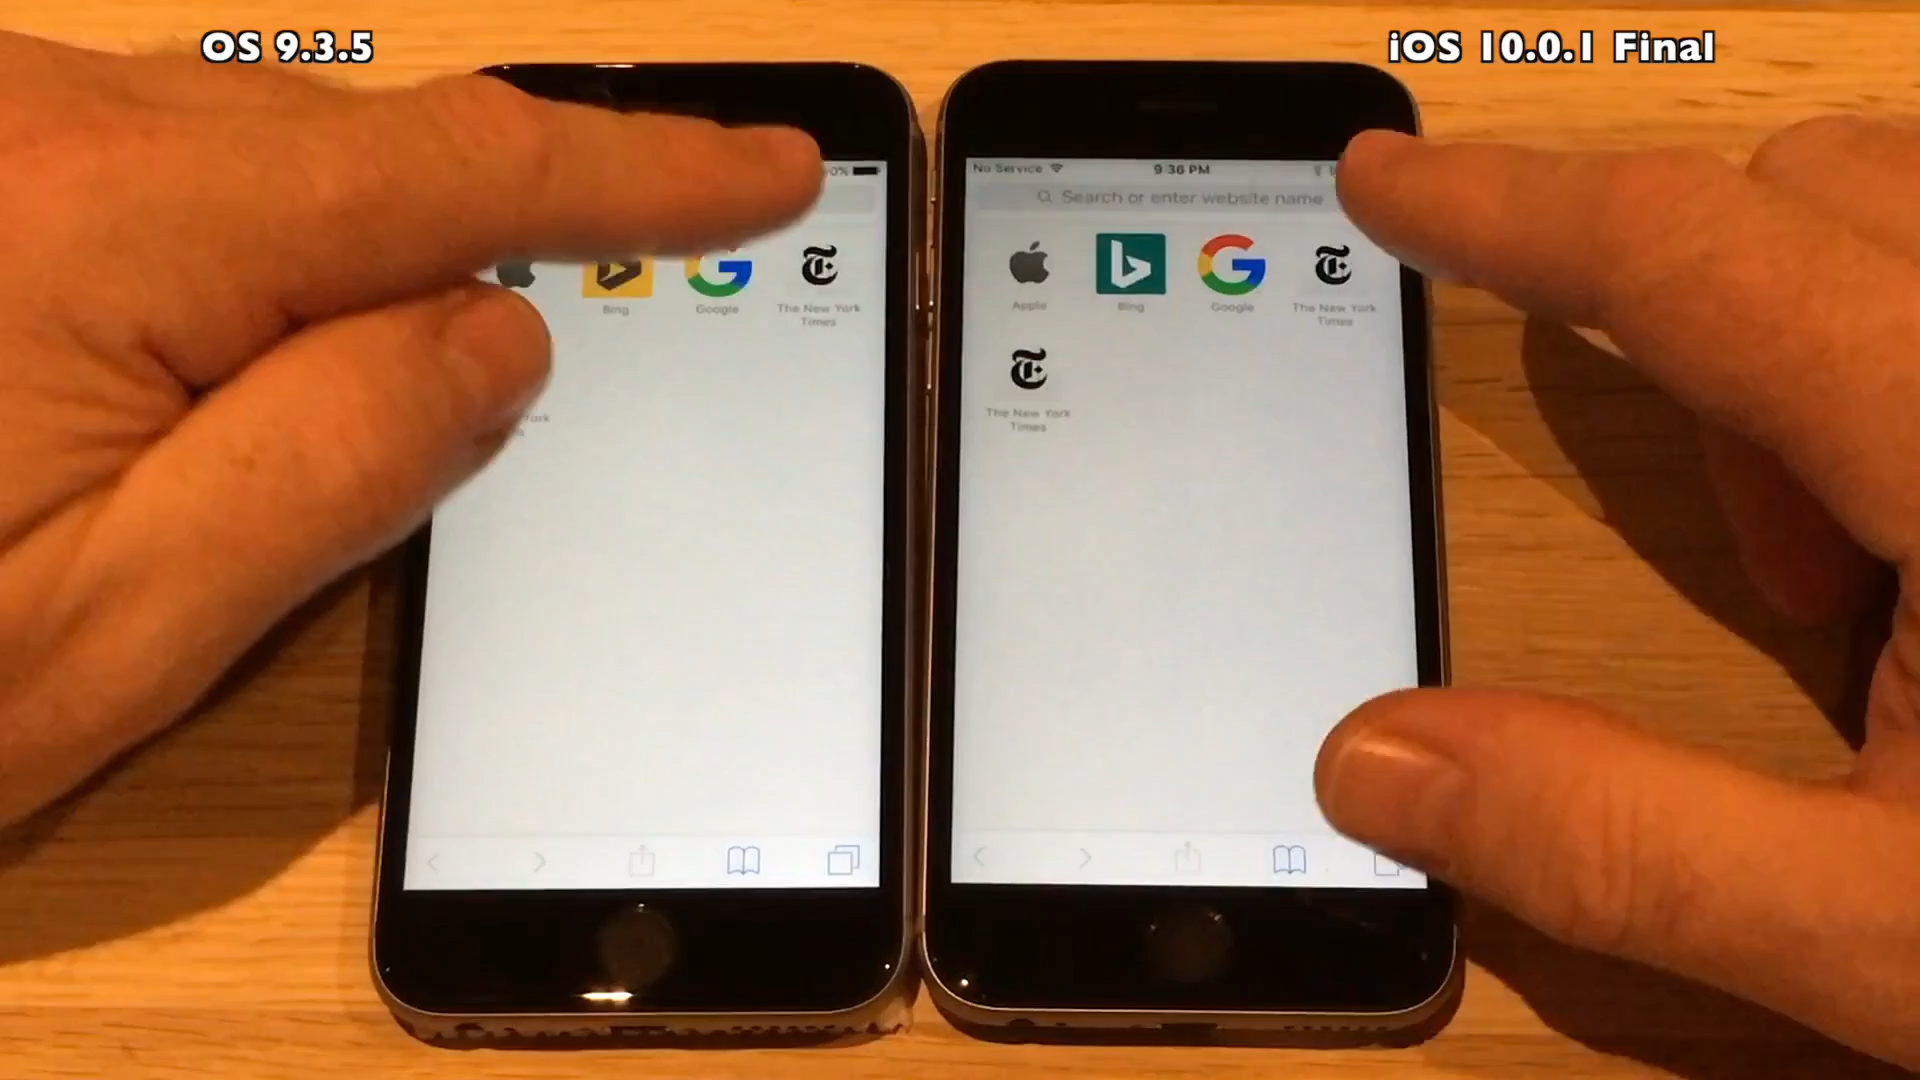 OS 9.3.5
iOS 10.0.1 Final
0%
Bing
Google
The New York
Times
No Service
9:36 PM
Search or enter website name
Apple
Bing
Google
The New York
Times
The New York
Times